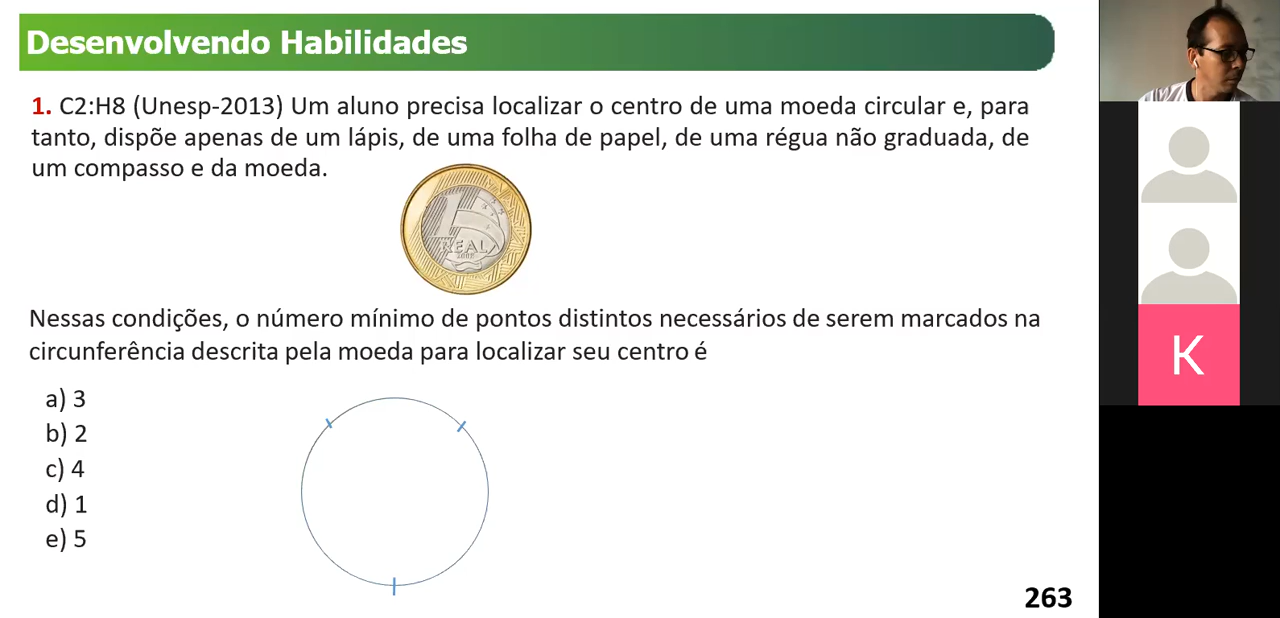 Desenvolvendo Habilidades
1. C2:H8 (Unesp-2013) Um aluno precisa localizar o centro de uma moeda circular e, para
tanto, dispõe apenas de um lápis, de uma folha de papel, de uma régua não graduada, de
um compasso e da moeda.
1
REAL
Nessas condições, o número mínimo de pontos distintos necessários de serem marcados na
circunferência descrita pela moeda para localizar seu centro é
a) 3
b) 2
c) 4
d) 1
e) 5
263
K